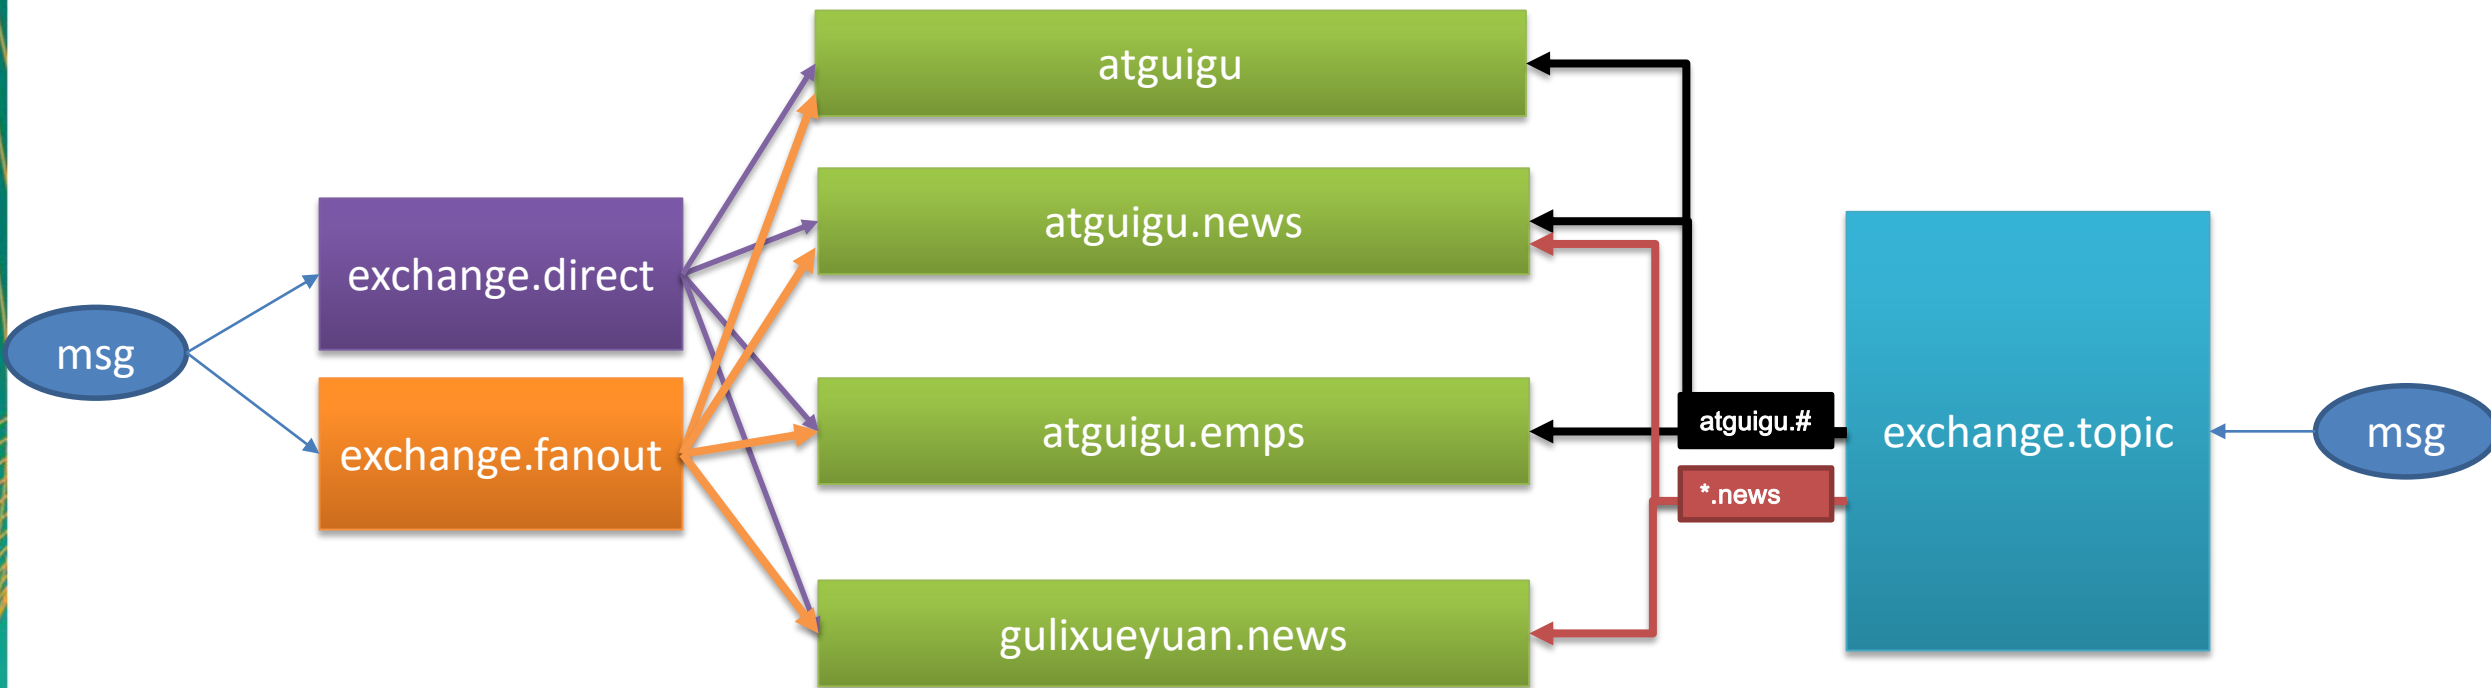 atguigu
atguigu.news
exchange.direct
msg
atguigu.#
atguigu.emps
exchange.topic
msg
exchange.fanout
*.news
gulixueyuan.news